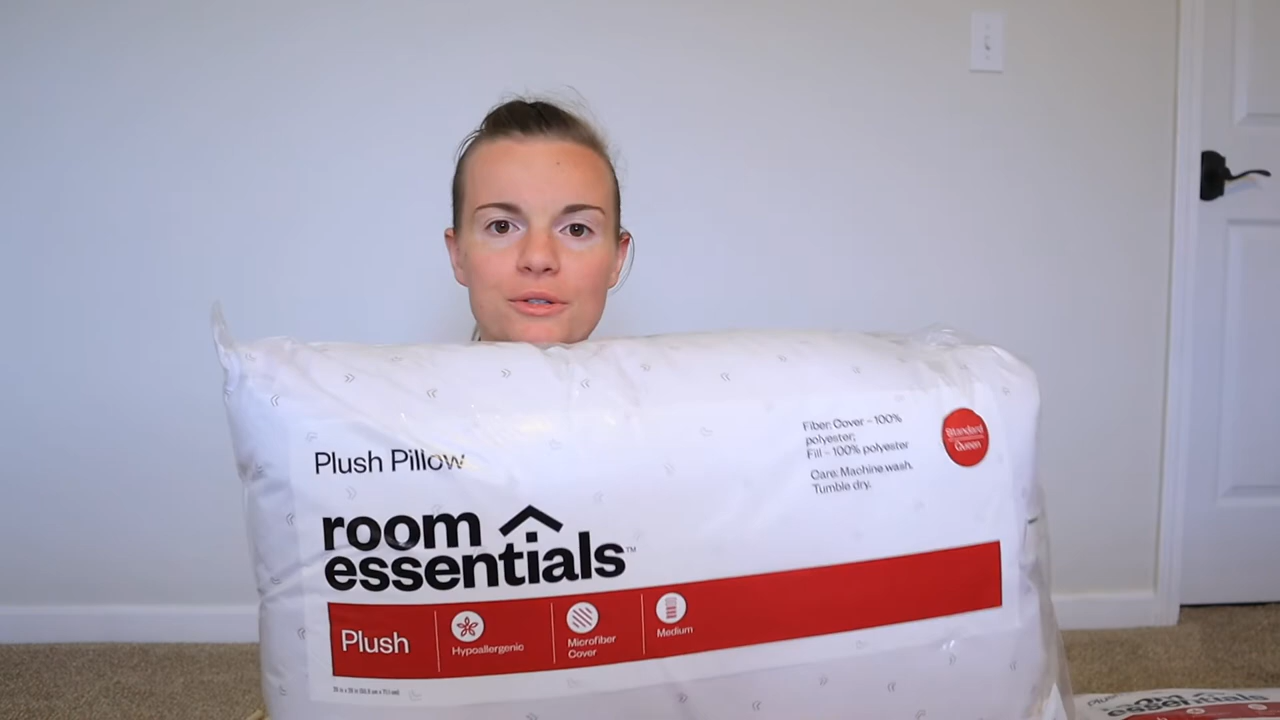 Plush Pillow
Fiber: Cover – 100%
polyester;
Fill – 100% polyester
Care: Machine wash.
Tumble dry.
Standard
Queen
room
essentials™
Plush
Hypoallergenic
Microfiber
Cover
Medium
essentials